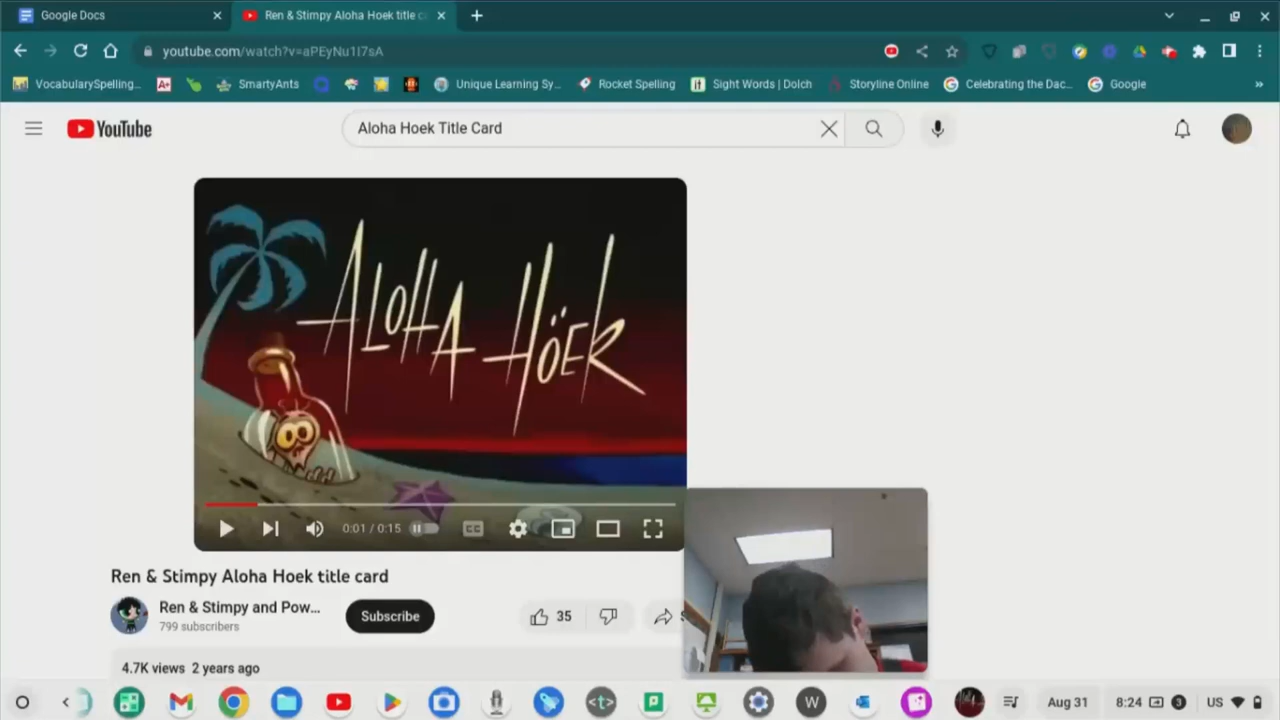 Google Docs
Ren & Stimpy Aloha Hoek title c
youtube.com/watch?v=aPEyNu1I7sA
VocabularySpelling...
A+
SmartyAnts
Unique Learning Sy...
Rocket Spelling
Sight Words | Dolch
Storyline Online
Celebrating the Dac...
Google
»
YouTube
Aloha Hoek Title Card
ALOHA HÖEK
0:01 / 0:15
CC
Ren & Stimpy Aloha Hoek title card
Ren & Stimpy and Pow...
799 subscribers
Subscribe
35
4.7K views 2 years ago
<t>
W
Aug 31
8:24
3
US